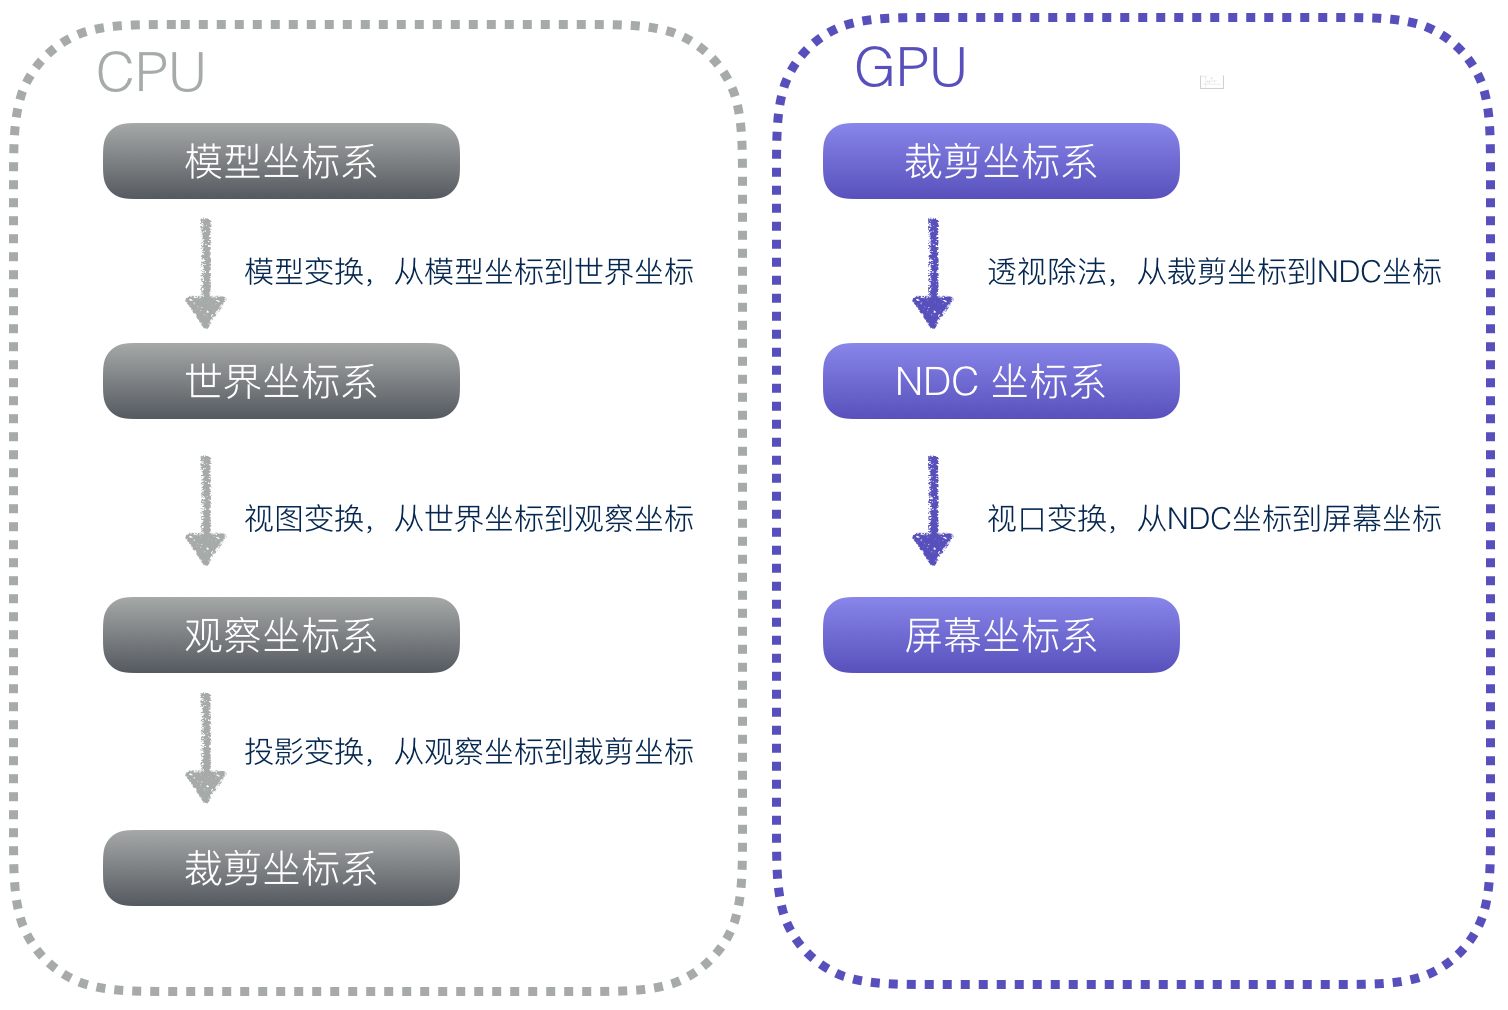 CPU
模型坐标系
模型变换，从模型坐标到世界坐标
世界坐标系
视图变换，从世界坐标到观察坐标
观察坐标系
投影变换，从观察坐标到裁剪坐标
裁剪坐标系
GPU
裁剪坐标系
透视除法，从裁剪坐标到NDC坐标
NDC 坐标系
视口变换，从NDC坐标到屏幕坐标
屏幕坐标系